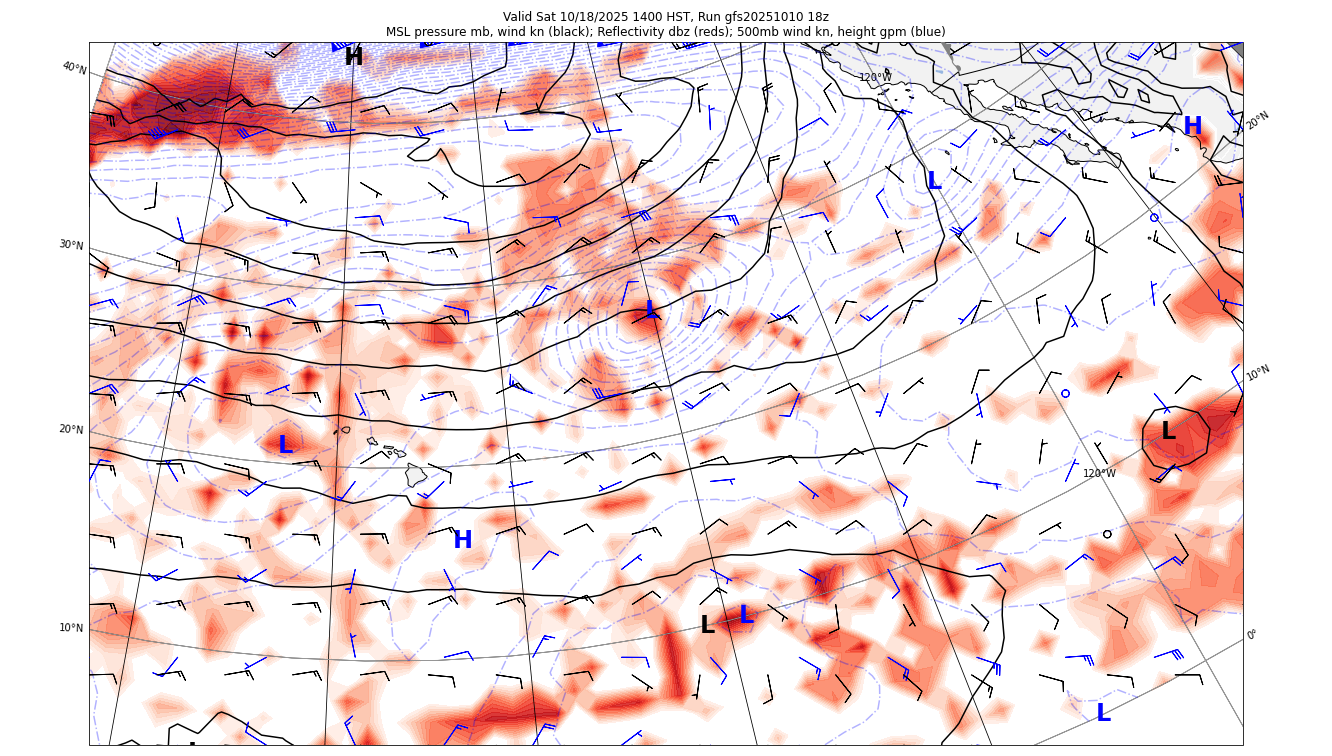 Valid Sat 10/18/2025 1400 HST, Run gfs20251010 18z
MSL pressure mb, wind kn (black); Reflectivity dbz (reds); 500mb wind kn, height gpm (blue)
H
40°N
120°W
20°N
H
L
30°N
L
10°N
20°N
L
L
120°W
H
10°N
L
L
0°
L